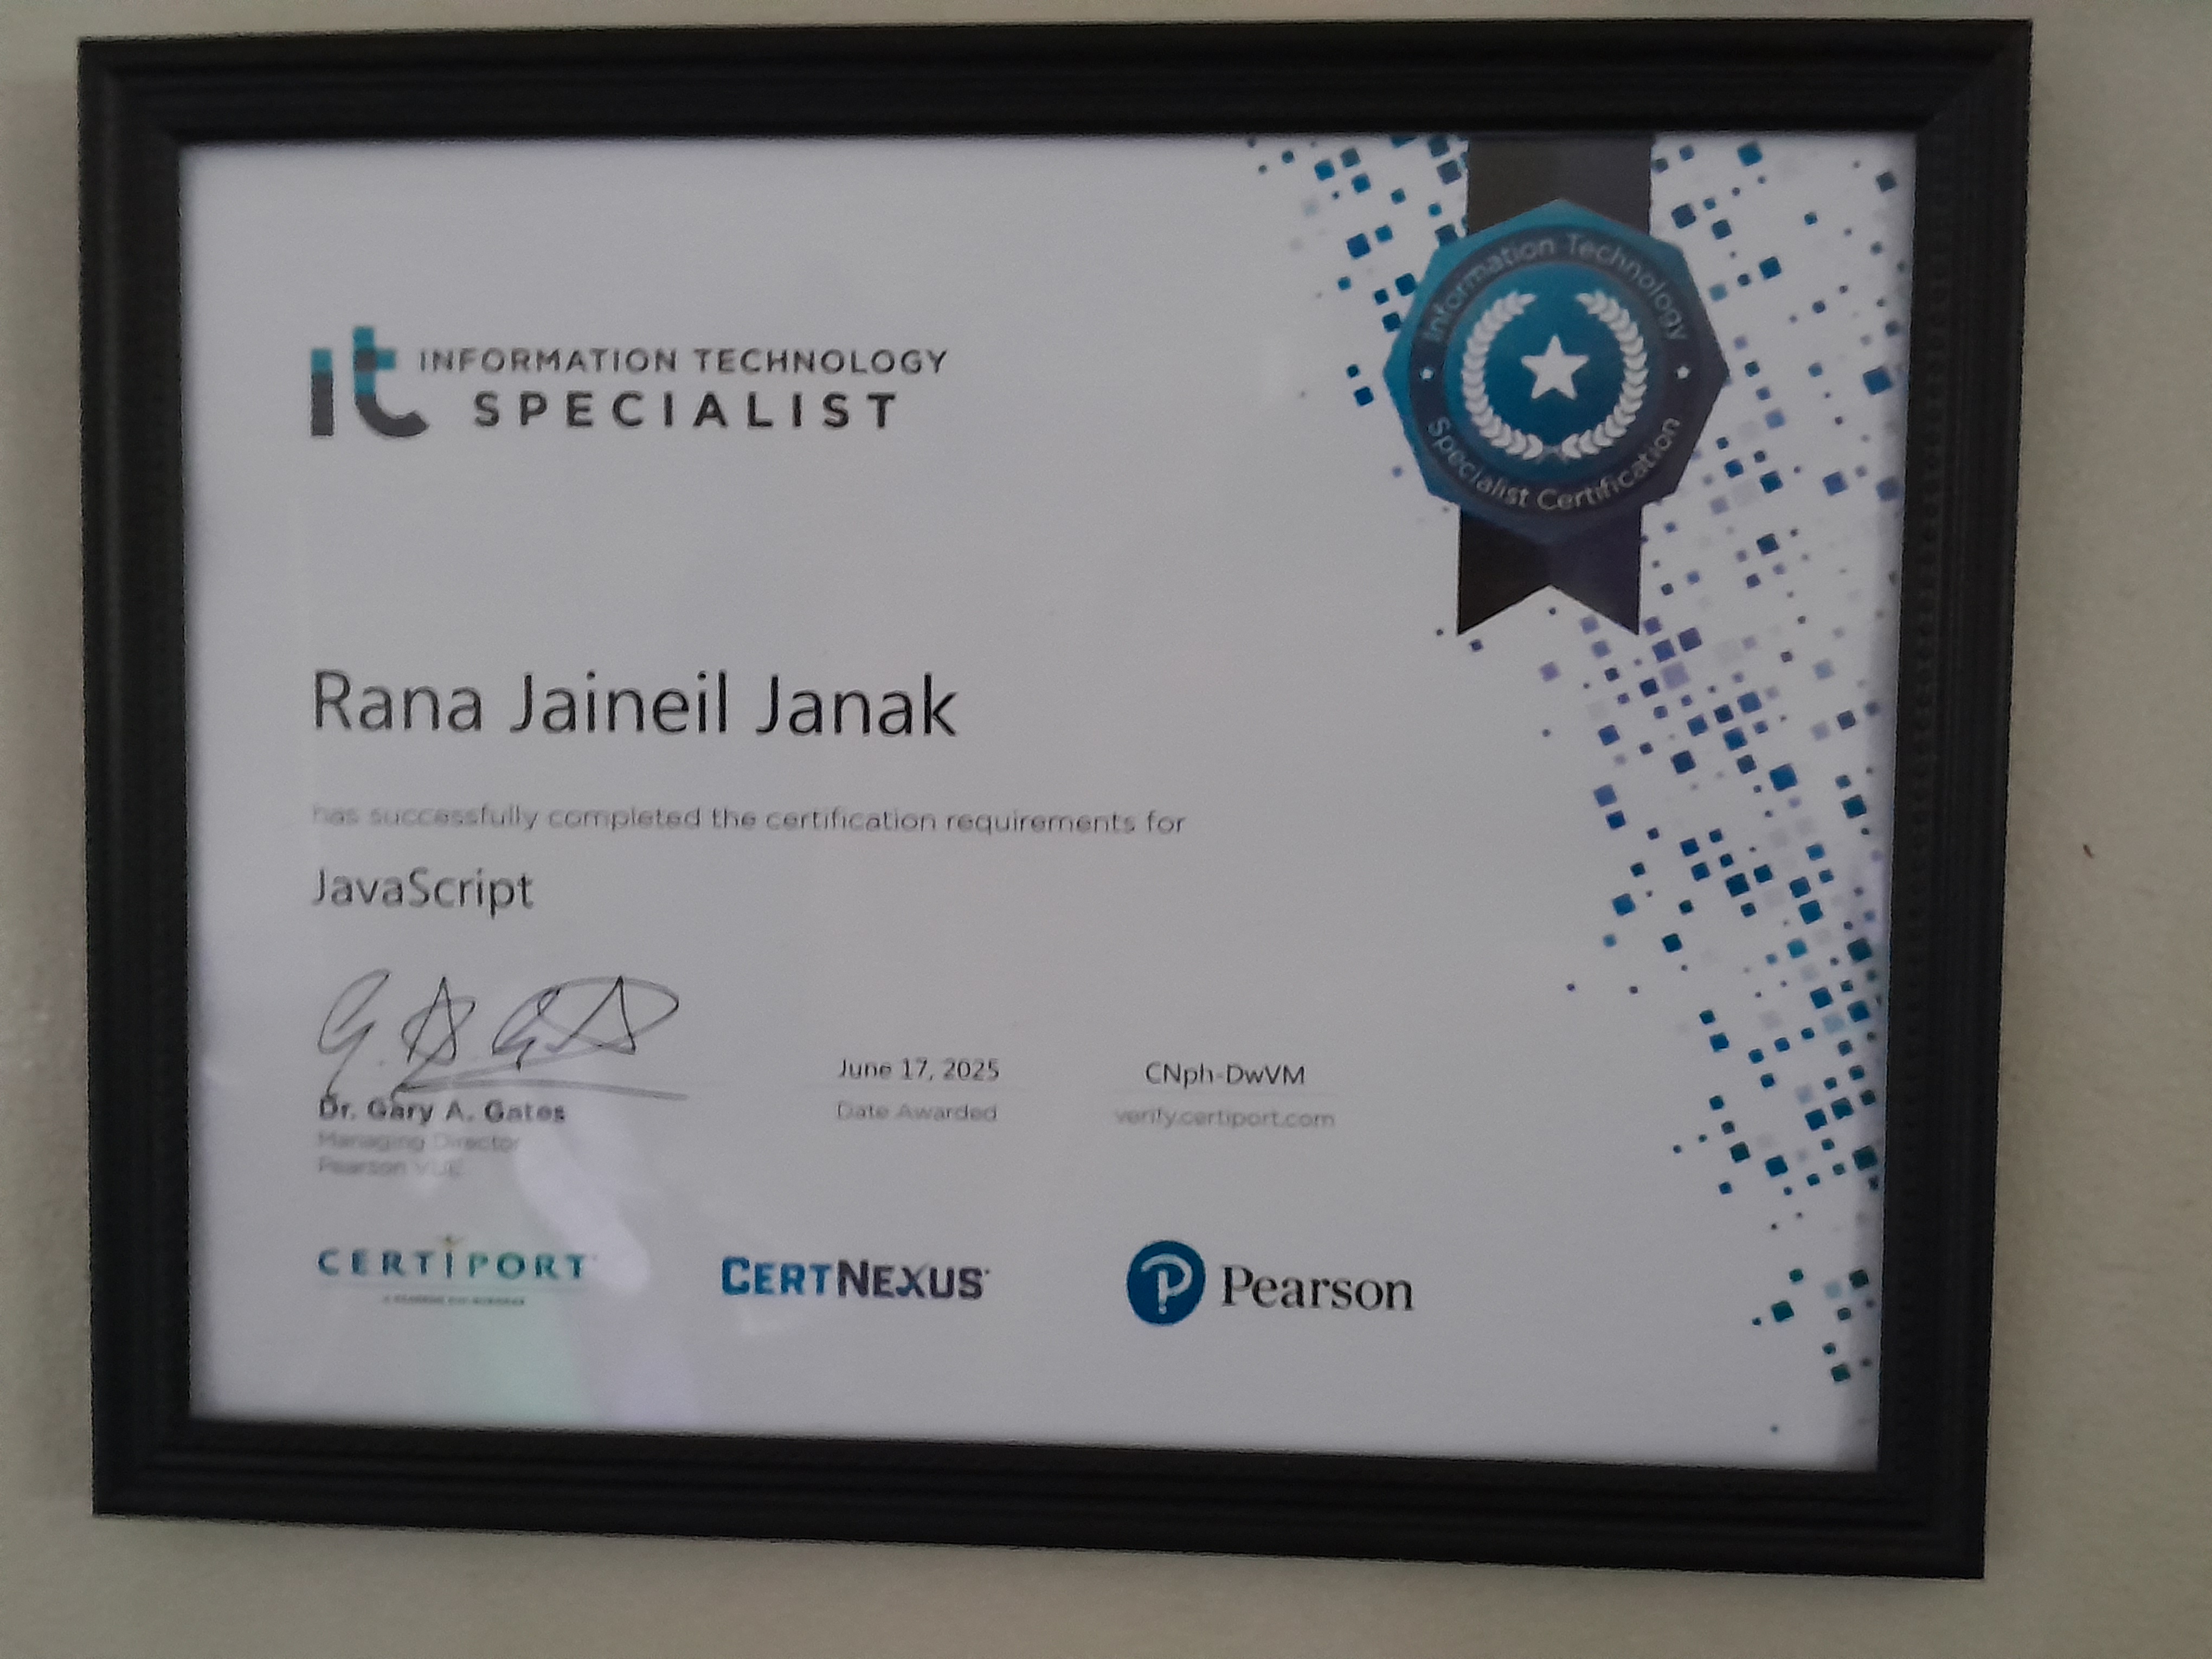 it INFORMATION TECHNOLOGY
SPECIALIST
Information Technology
Specialist Certification
Rana Jaineil Janak
has successfully completed the certification requirements for
JavaScript
Dr. Gary A. Gates
Managing Director
Pearson VUE
June 17, 2025
Date Awarded
CNph-DwVM
verify.certiport.com
CERTIPORT
CERTNEXUS
Pearson